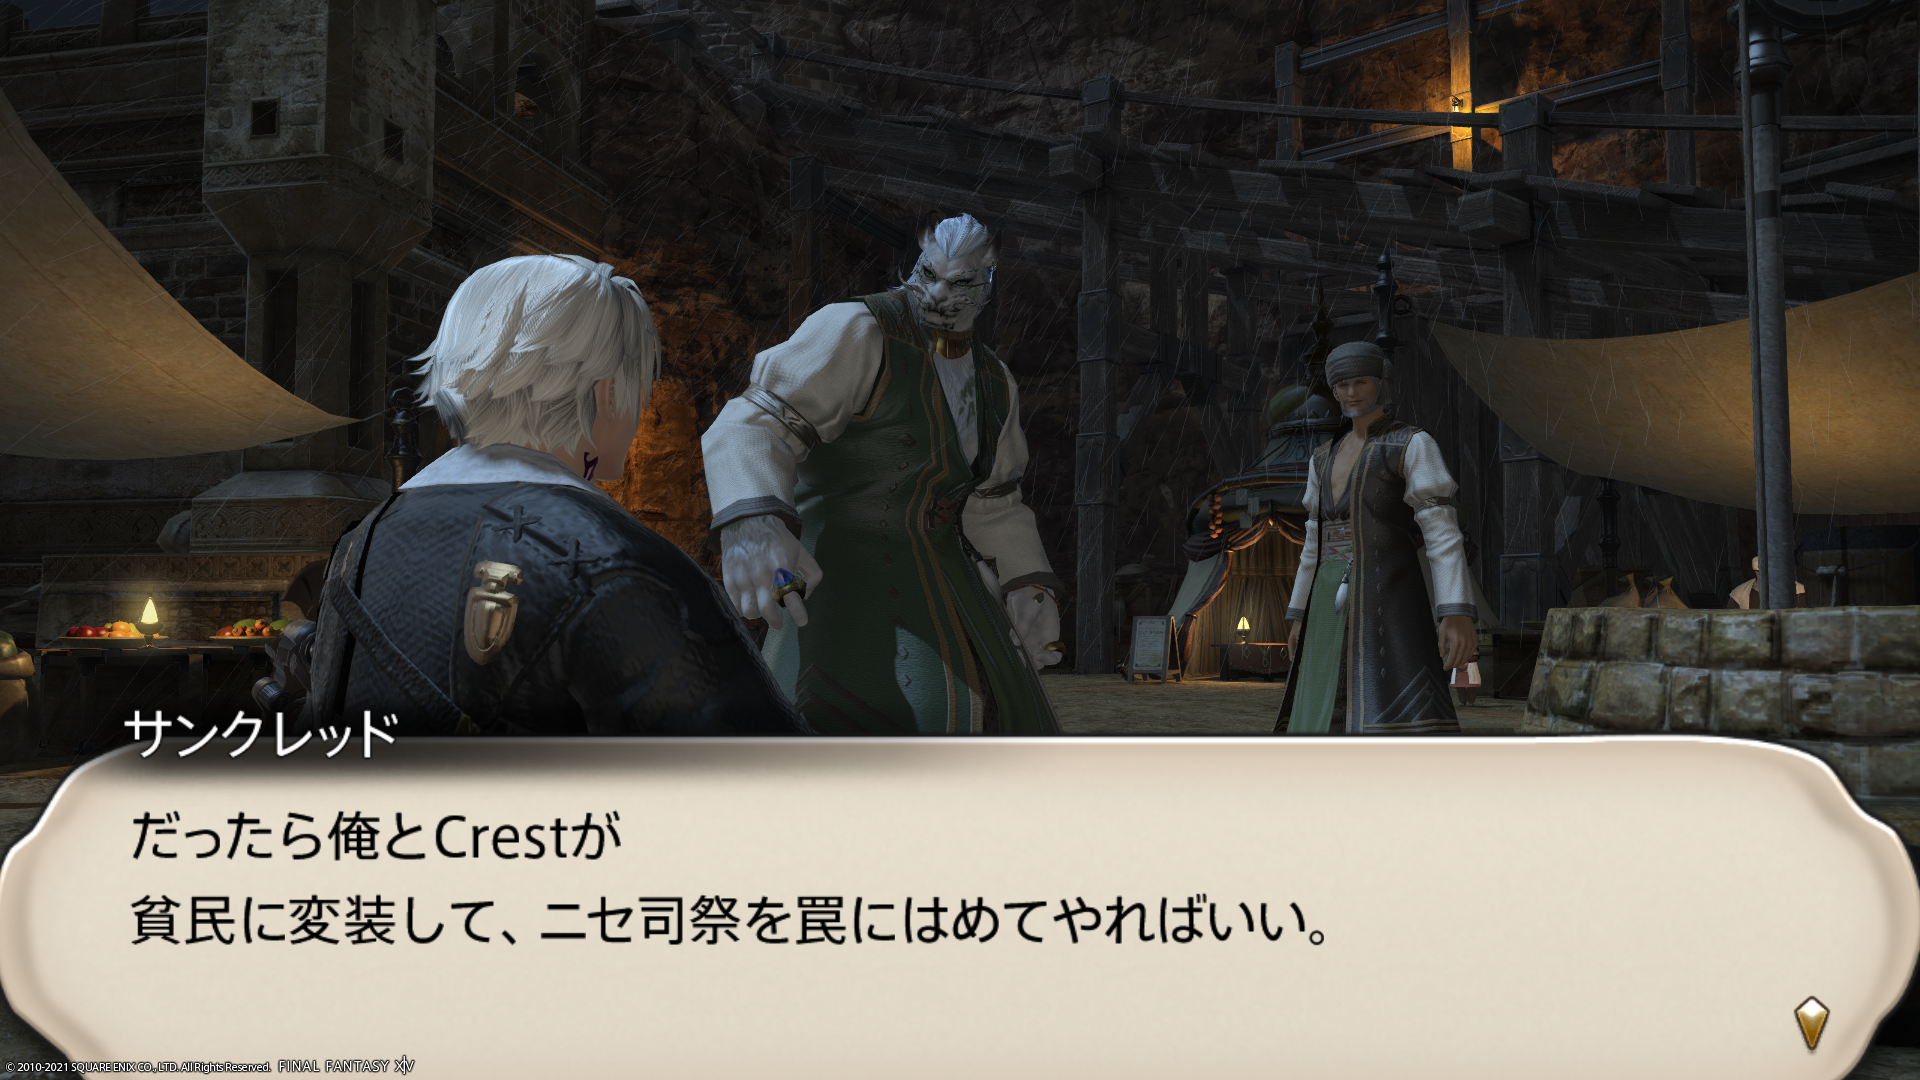 サンクレッド
だったら俺とCrestが
貧民に変装して、ニセ司祭を罠にはめてやればいい。
© 2010-2021 SQUARE ENIX CO., LTD. All Rights Reserved. FINAL FANTASY XIV